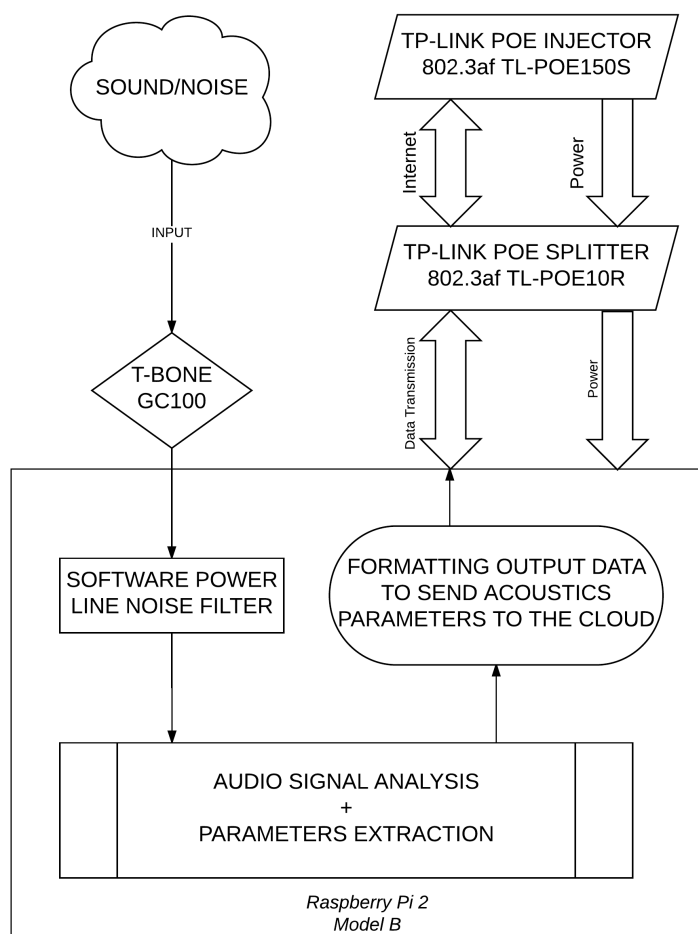 SOUND/NOISE
INPUT
T-BONE
GC100
TP-LINK POE INJECTOR
802.3af TL-POE150S
Internet
Power
TP-LINK POE SPLITTER
802.3af TL-POE10R
Data Transmission
Power
SOFTWARE POWER
LINE NOISE FILTER
FORMATTING OUTPUT DATA
TO SEND ACOUSTICS
PARAMETERS TO THE CLOUD
AUDIO SIGNAL ANALYSIS
+
PARAMETERS EXTRACTION
Raspberry Pi 2
Model B